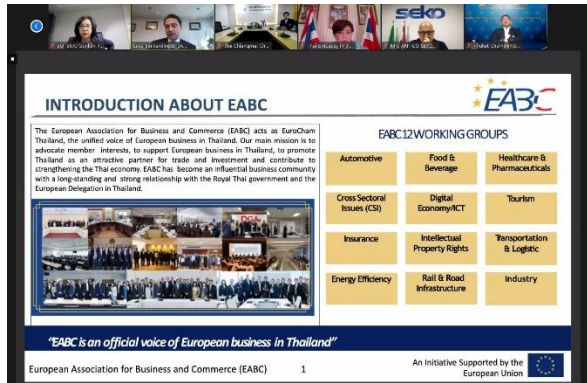 SEKO
INTRODUCTION ABOUT EABC
EABC
The European Association for Business and Commerce (EABC) acts as EuroCham
Thailand, the unified voice of European business in Thailand. Our main mission is to
advocate member interests, to support European business, to promote
Thailand as an attractive partner for trade and investment and contribute to
strengthening the Thai economy. EABC has become an influential business community
with a long-standing and strong relationship with the Royal Thai government and the
European Delegation in Thailand.
EABC12WORKING GROUPS
Automotive
Food &
Beverage
Healthcare &
Pharmaceuticals
Cross Sectoral
Issues (CSI)
Digital
Economy/ICT
Tourism
Insurance
Intellectual
Property Rights
Transportation
& Logistic
Energy Efficiency
Rail & Road
Infrastructure
Industry
"EABC is an official voice of European business in Thailand"
European Association for Business and Commerce (EABC)
1
An Initiative Supported by the
European Union